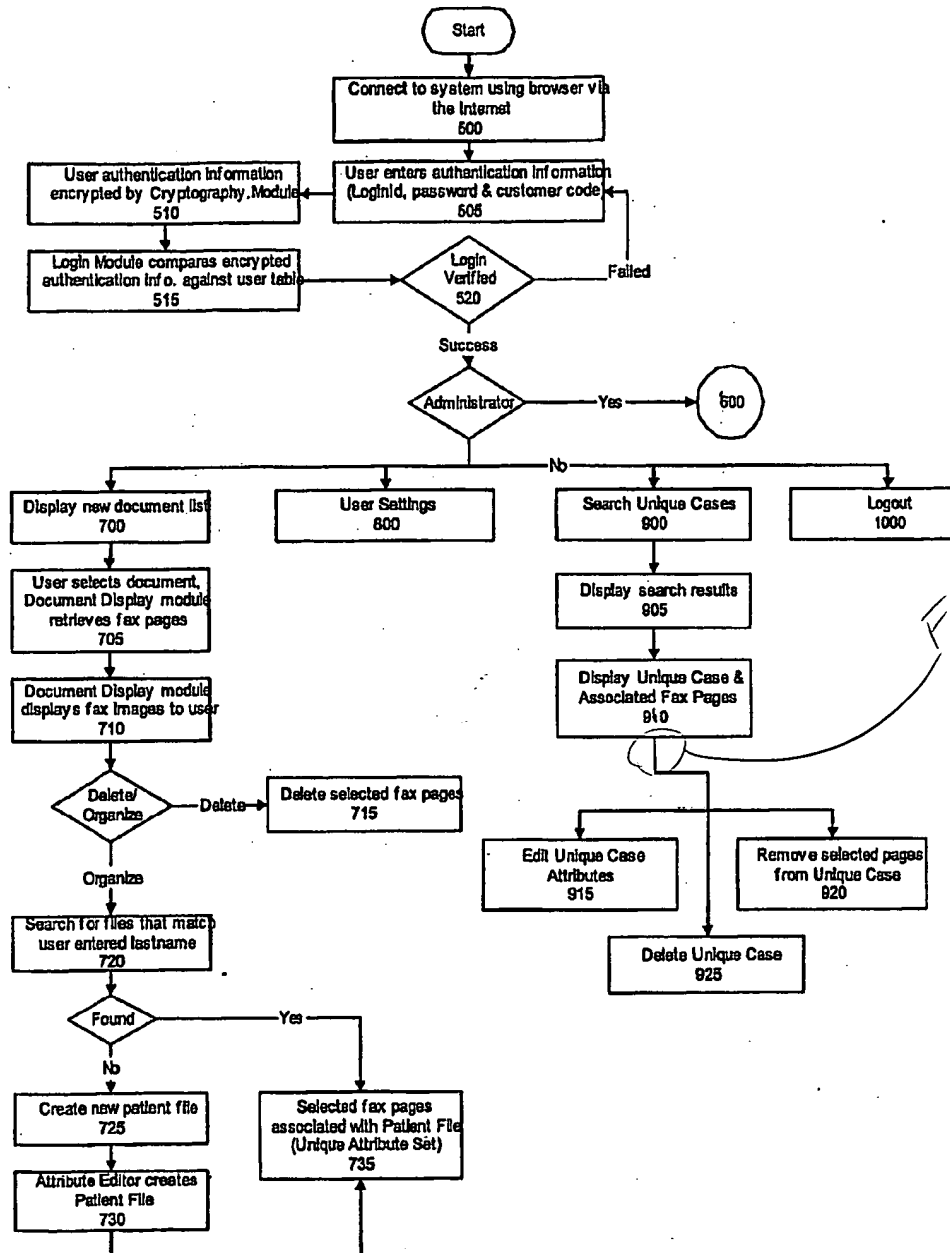 Start
Connect to system using browser via
the Internet
500
User authentication information
encrypted by Cryptography.Module
510
User enters authentication information
(LoginId, password & customer code
505
Login Module compares encrypted
authentication info. against user table
515
Login
Verified
520
Failed
Success
Administrator
Yes
600
No
Display new document list
700
User Settings
800
Search Unique Cases
900
Logout
1000
User selects document,
Document Display module
retrieves fax pages
705
Display search results
905
Document Display module
displays fax images to user
710
Display Unique Case &
Associated Fax Pages
910
Delete/
Organize
Delete
Delete selected fax pages
715
Edit Unique Case
Attributes
915
Remove selected pages
from Unique Case
920
Organize
Search for files that match
user entered lastname
720
Delete Unique Case
925
Found
Yes
No
Create new patient file
725
Selected fax pages
associated with Patient File
(Unique Attribute Set)
735
Attribute Editor creates
Patient File
730